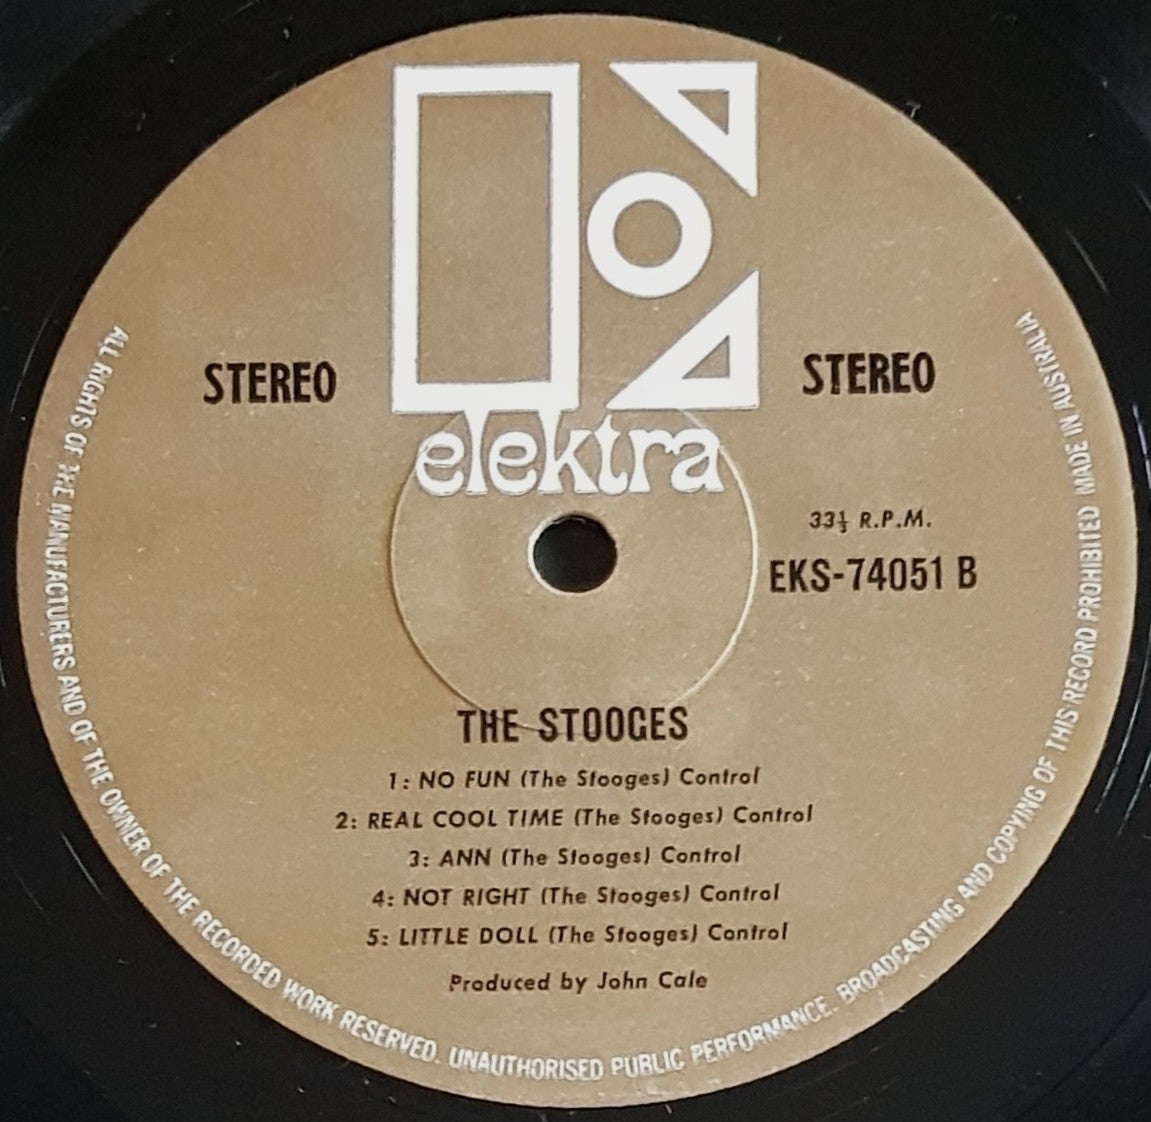 elektra
STEREO
STEREO
33⅓ R.P.M.
EKS-74051 B
THE STOOGES
1: NO FUN (The Stooges) Control
2: REAL COOL TIME (The Stooges) Control
3: ANN (The Stooges) Control
4: NOT RIGHT (The Stooges) Control
5: LITTLE DOLL (The Stooges) Control
Produced by John Cale
ALL RIGHTS OF THE MANUFACTURERS AND OF THE OWNER OF THE RECORDED WORK RESERVED. UNAUTHORISED PUBLIC PERFORMANCE. BROADCASTING AND COPYING OF THIS RECORD PROHIBITED MADE IN AUSTRALIA